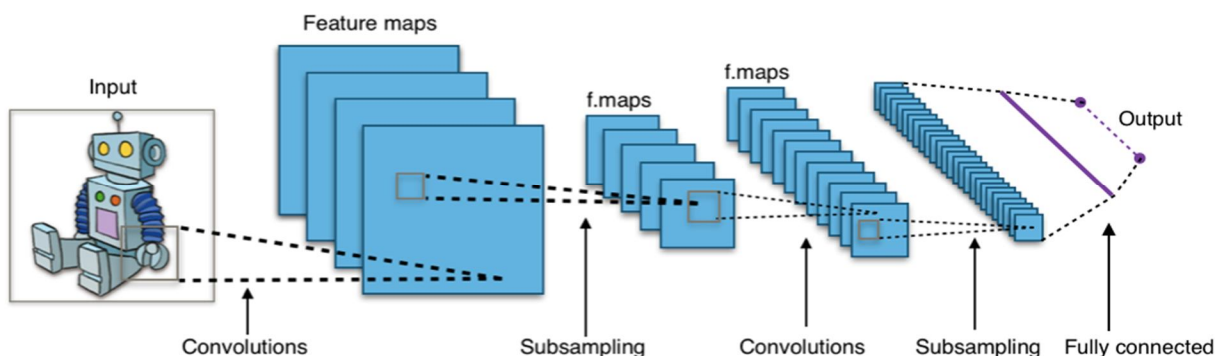 Feature maps
Input
f.maps
f.maps
Output
Convolutions
Subsampling
Convolutions
Subsampling
Fully connected